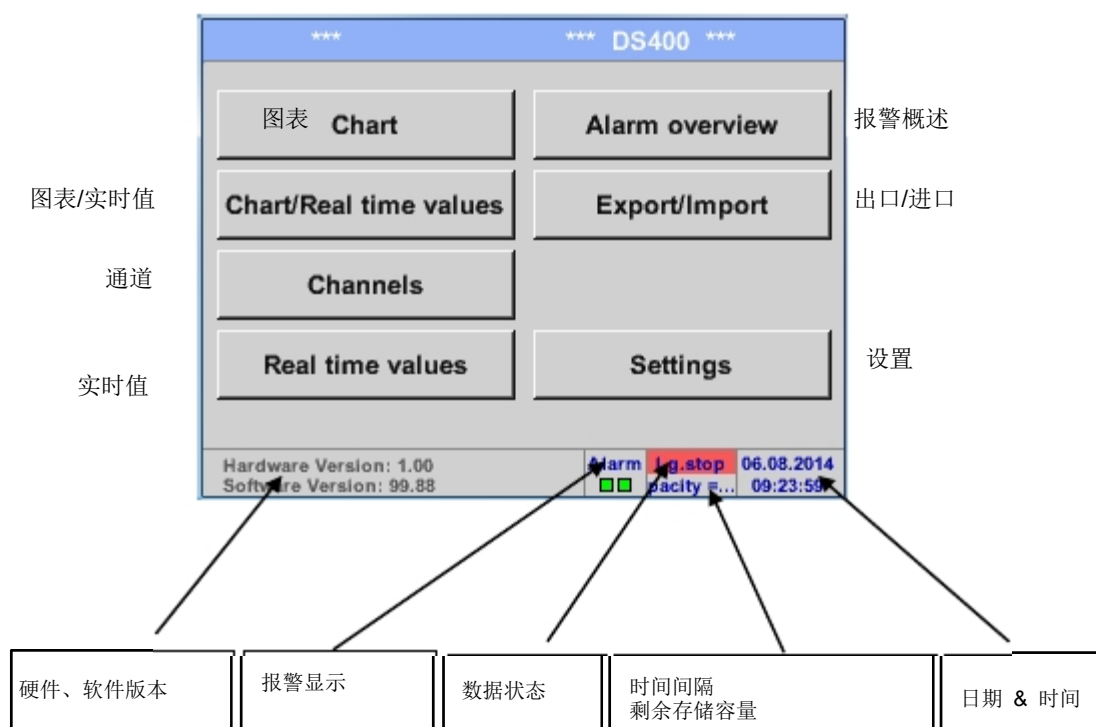 *** *** DS400 ***
图表 Chart
Alarm overview
报警概述
图表/实时值
Chart/Real time values
Export/Import
出口/进口
通道
Channels
实时值
Real time values
Settings
设置
Hardware Version: 1.00
Software Version: 99.88
Alarm
stop
pacity =...
06.08.2014
09:23:59
硬件、软件版本
报警显示
数据状态
时间间隔
剩余存储容量
日期 & 时间